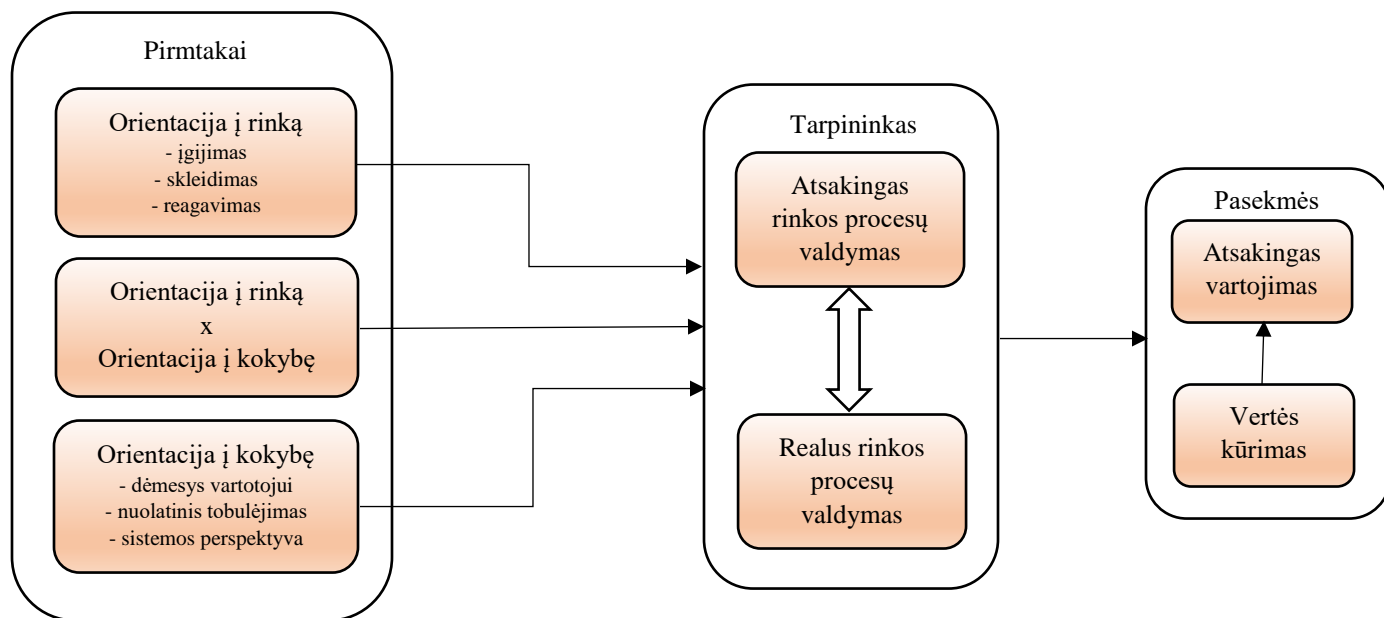 Pirmtakai
Orientacija į rinką
- įgijimas
- skleidimas
- reagavimas
Orientacija į rinką
x
Orientacija į kokybę
Orientacija į kokybę
- dėmesys vartotojui
- nuolatinis tobulėjimas
- sistemos perspektyva
Tarpininkas
Atsakingas
rinkos procesų
valdymas
Realus rinkos
procesų
valdymas
Pasekmės
Atsakingas
vartojimas
Vertės
kūrimas